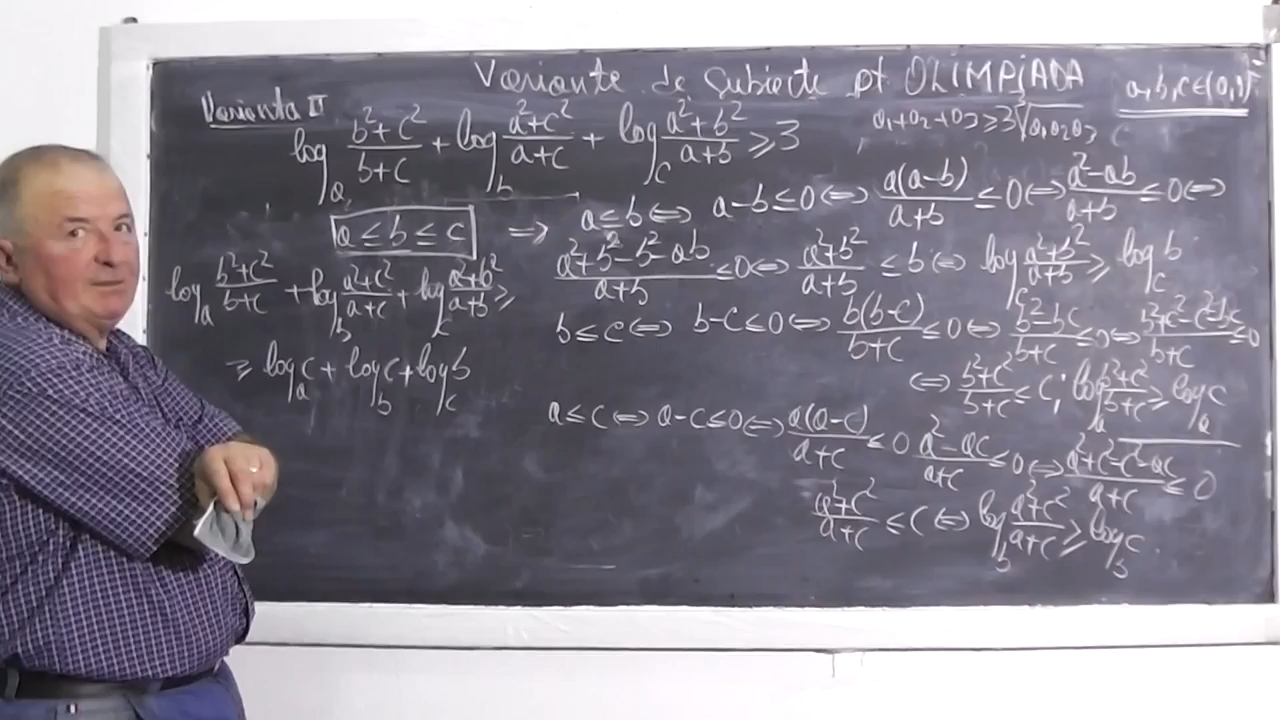 Variante de Subiecte pt OLIMPIADA
a,b,c∈(0,1)
Varianta II
a₁+a₂+a₃≥3∛(a₁a₂a₃)
log_a (b²+c²)/(b+c) + log_b (a²+c²)/(a+c) + log_c (a²+b²)/(a+b) ≥ 3
a≤b≤c ⇒ a≤b ⇔ a-b≤0 ⇔ a(a-b)/(a+b) ≤0 ⇔ (a²-ab)/(a+b) ≤0 ⇔
(a²+b²-b²-ab)/(a+b) ≤0 ⇔ (a²+b²)/(a+b) ≤ b ⇔ log_c (a²+b²)/(a+b) ≥ log_c b
log_a (b²+c²)/(b+c) + log_b (a²+c²)/(a+c) + log_c (a²+b²)/(a+b) ≥
≥ log_a c + log_b c + log_c b
b≤c ⇔ b-c≤0 ⇔ b(b-c)/(b+c) ≤0 ⇔ (b²-bc)/(b+c) ≤0 ⇔ (b²+c²-c²-bc)/(b+c) ≤0
⇔ (b²+c²)/(b+c) ≤ c; log_a (b²+c²)/(b+c) ≥ log_a c
a≤c ⇔ a-c≤0 ⇔ a(a-c)/(a+c) ≤0 (a²-ac)/(a+c) ≤0 ⇔ (a²+c²-c²-ac)/(a+c) ≤ 0
(a²+c²)/(a+c) ≤ c ⇔ log_b (a²+c²)/(a+c) ≥ log_b c